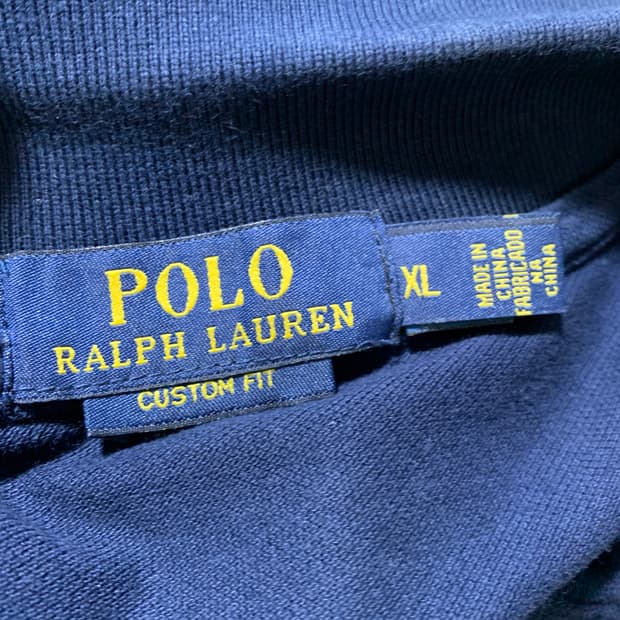 POLO
RALPH LAUREN
CUSTOM FIT
XL
MADE IN
CHINA
FABRICADO
NA
CHINA